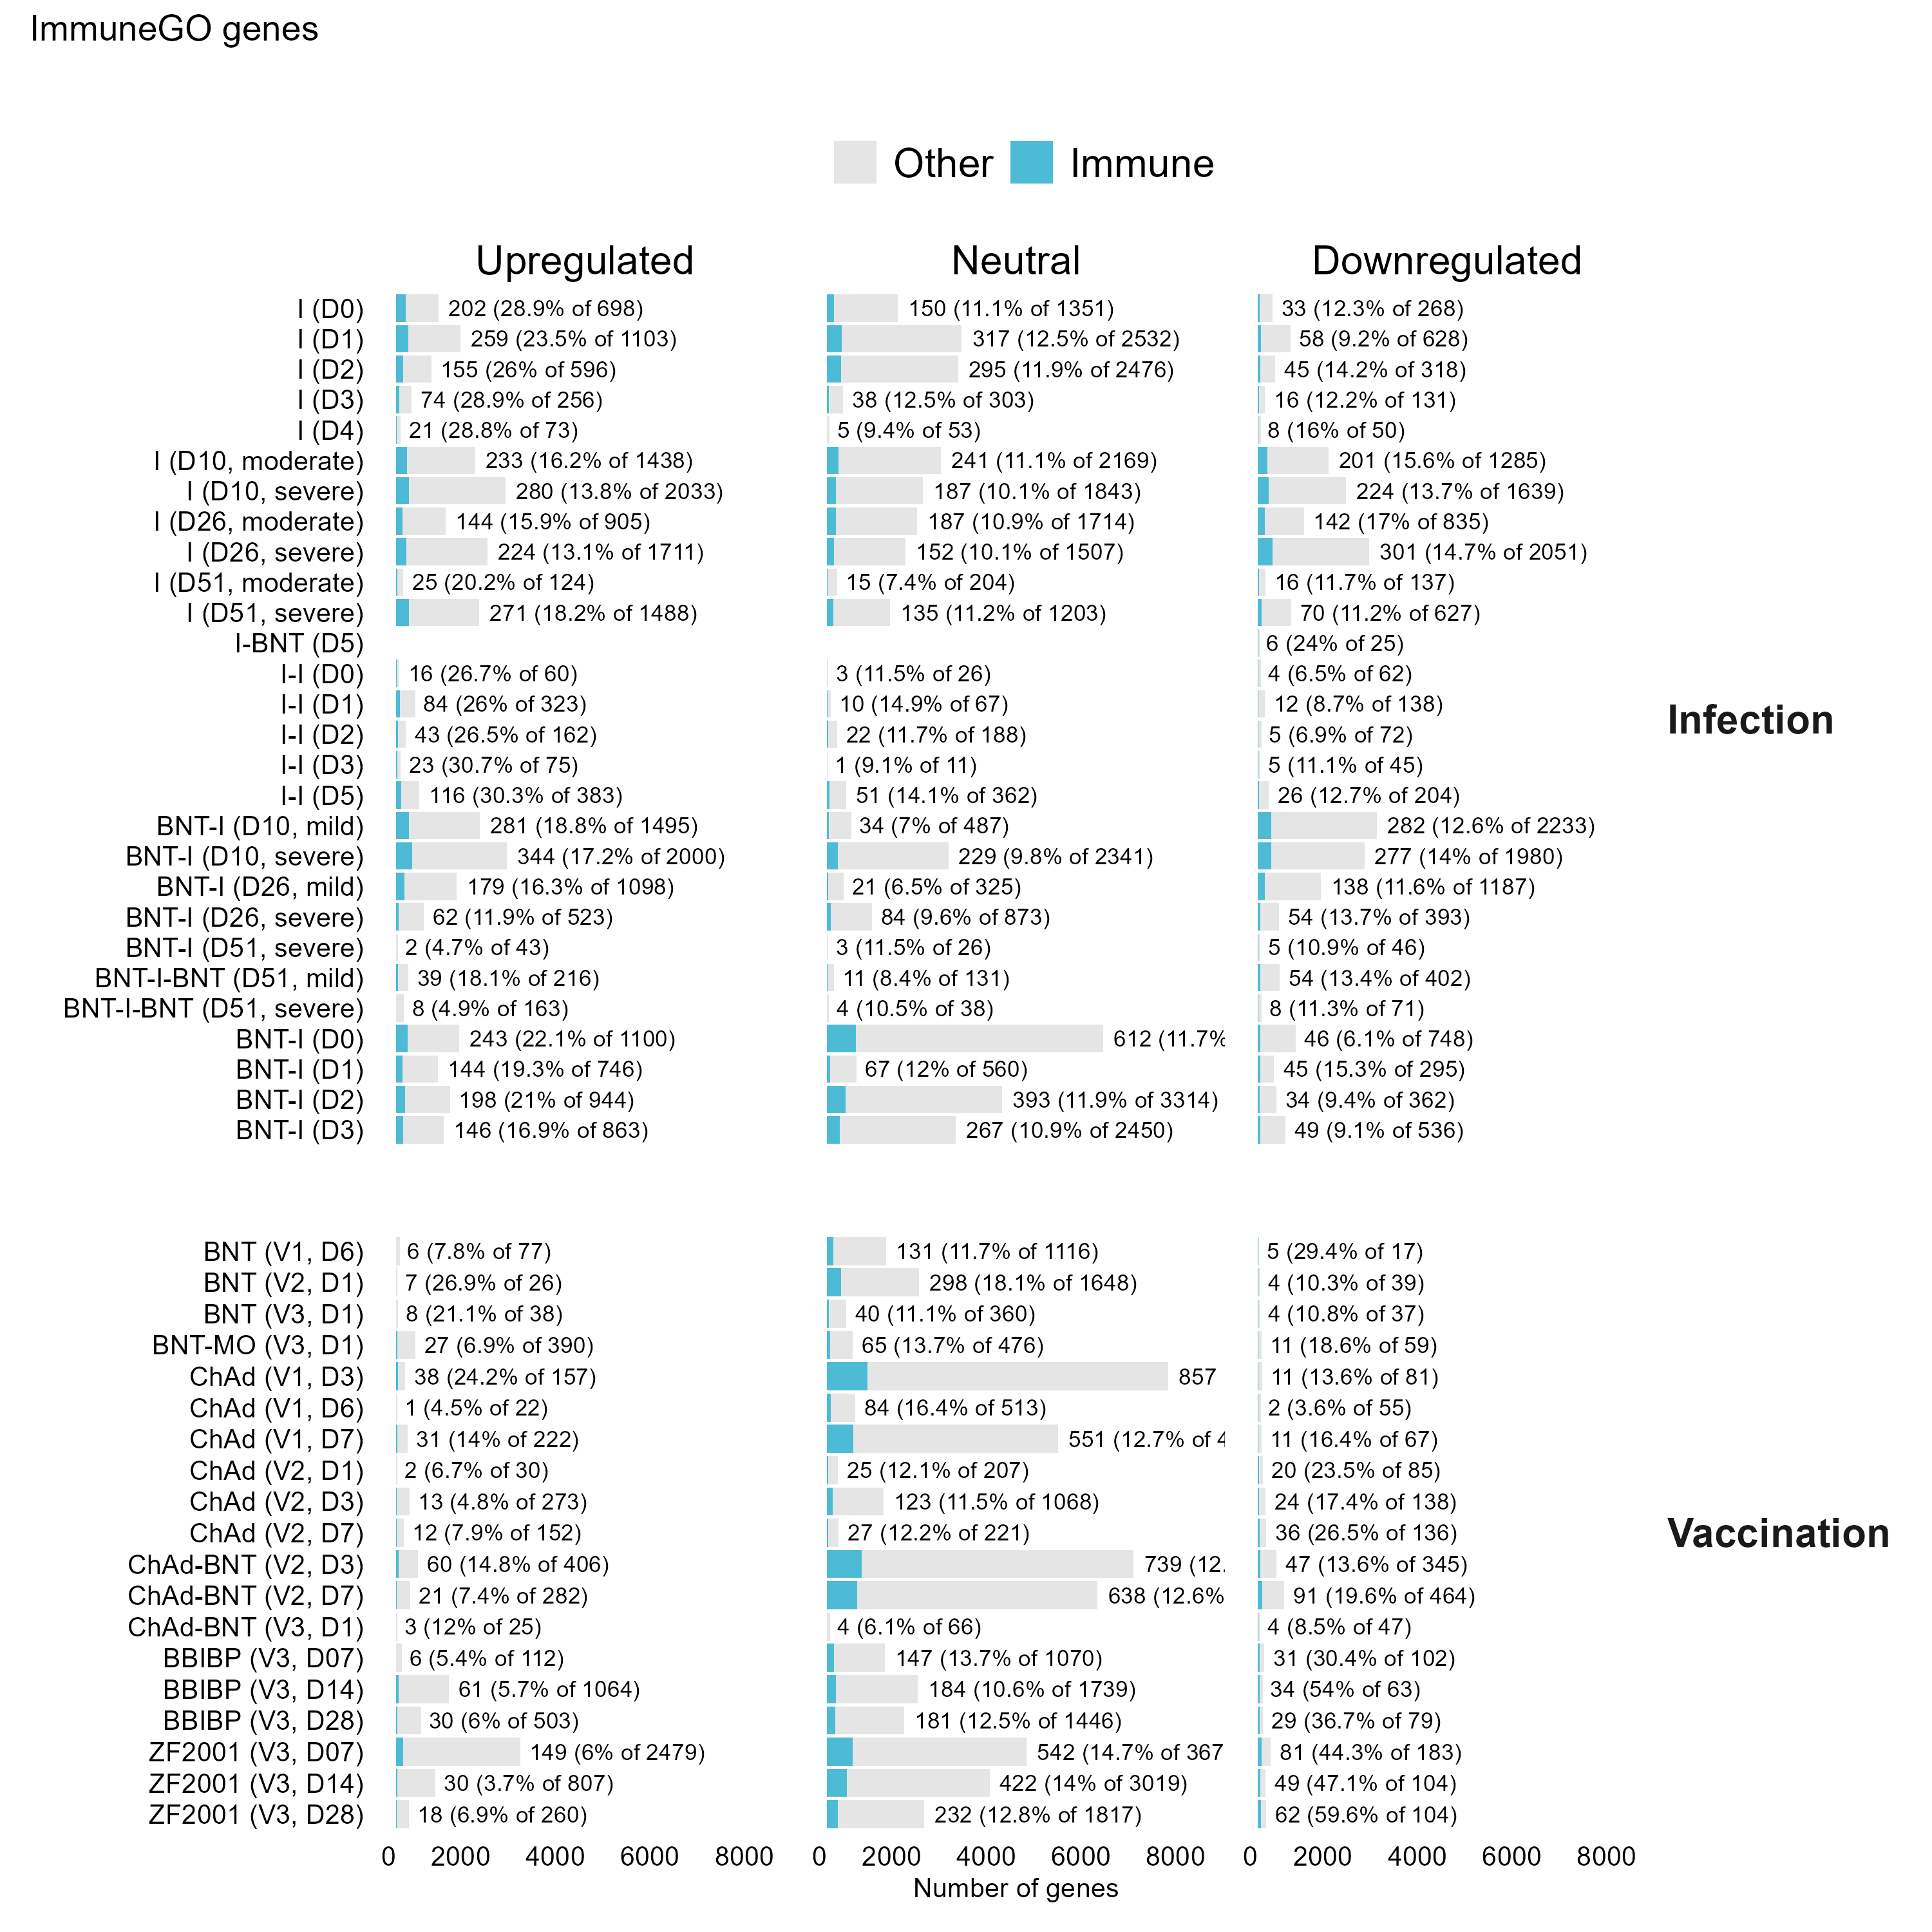 ImmuneGO genes
Other Immune
Upregulated Neutral Downregulated
I (D0) 202 (28.9% of 698) 150 (11.1% of 1351) 33 (12.3% of 268)
I (D1) 259 (23.5% of 1103) 317 (12.5% of 2532) 58 (9.2% of 628)
I (D2) 155 (26% of 596) 295 (11.9% of 2476) 45 (14.2% of 318)
I (D3) 74 (28.9% of 256) 38 (12.5% of 303) 16 (12.2% of 131)
I (D4) 21 (28.8% of 73) 5 (9.4% of 53) 8 (16% of 50)
I (D10, moderate) 233 (16.2% of 1438) 241 (11.1% of 2169) 201 (15.6% of 1285)
I (D10, severe) 280 (13.8% of 2033) 187 (10.1% of 1843) 224 (13.7% of 1639)
I (D26, moderate) 144 (15.9% of 905) 187 (10.9% of 1714) 142 (17% of 835)
I (D26, severe) 224 (13.1% of 1711) 152 (10.1% of 1507) 301 (14.7% of 2051)
I (D51, moderate) 25 (20.2% of 124) 15 (7.4% of 204) 16 (11.7% of 137)
I (D51, severe) 271 (18.2% of 1488) 135 (11.2% of 1203) 70 (11.2% of 627)
I-BNT (D5) 6 (24% of 25)
I-I (D0) 16 (26.7% of 60) 3 (11.5% of 26) 4 (6.5% of 62)
I-I (D1) 84 (26% of 323) 10 (14.9% of 67) 12 (8.7% of 138)
Infection
I-I (D2) 43 (26.5% of 162) 22 (11.7% of 188) 5 (6.9% of 72)
I-I (D3) 23 (30.7% of 75) 1 (9.1% of 11) 5 (11.1% of 45)
I-I (D5) 116 (30.3% of 383) 51 (14.1% of 362) 26 (12.7% of 204)
BNT-I (D10, mild) 281 (18.8% of 1495) 34 (7% of 487) 282 (12.6% of 2233)
BNT-I (D10, severe) 344 (17.2% of 2000) 229 (9.8% of 2341) 277 (14% of 1980)
BNT-I (D26, mild) 179 (16.3% of 1098) 21 (6.5% of 325) 138 (11.6% of 1187)
BNT-I (D26, severe) 62 (11.9% of 523) 84 (9.6% of 873) 54 (13.7% of 393)
BNT-I (D51, severe) 2 (4.7% of 43) 3 (11.5% of 26) 5 (10.9% of 46)
BNT-I-BNT (D51, mild) 39 (18.1% of 216) 11 (8.4% of 131) 54 (13.4% of 402)
BNT-I-BNT (D51, severe) 8 (4.9% of 163) 4 (10.5% of 38) 8 (11.3% of 71)
BNT-I (D0) 243 (22.1% of 1100) 612 (11.7% 46 (6.1% of 748)
BNT-I (D1) 144 (19.3% of 746) 67 (12% of 560) 45 (15.3% of 295)
BNT-I (D2) 198 (21% of 944) 393 (11.9% of 3314) 34 (9.4% of 362)
BNT-I (D3) 146 (16.9% of 863) 267 (10.9% of 2450) 49 (9.1% of 536)
BNT (V1, D6) 6 (7.8% of 77) 131 (11.7% of 1116) 5 (29.4% of 17)
BNT (V2, D1) 7 (26.9% of 26) 298 (18.1% of 1648) 4 (10.3% of 39)
BNT (V3, D1) 8 (21.1% of 38) 40 (11.1% of 360) 4 (10.8% of 37)
BNT-MO (V3, D1) 27 (6.9% of 390) 65 (13.7% of 476) 11 (18.6% of 59)
ChAd (V1, D3) 38 (24.2% of 157) 857 11 (13.6% of 81)
ChAd (V1, D6) 1 (4.5% of 22) 84 (16.4% of 513) 2 (3.6% of 55)
ChAd (V1, D7) 31 (14% of 222) 551 (12.7% of 4 11 (16.4% of 67)
ChAd (V2, D1) 2 (6.7% of 30) 25 (12.1% of 207) 20 (23.5% of 85)
ChAd (V2, D3) 13 (4.8% of 273) 123 (11.5% of 1068) 24 (17.4% of 138)
ChAd (V2, D7) 12 (7.9% of 152) 27 (12.2% of 221) 36 (26.5% of 136)
Vaccination
ChAd-BNT (V2, D3) 60 (14.8% of 406) 739 (12. 47 (13.6% of 345)
ChAd-BNT (V2, D7) 21 (7.4% of 282) 638 (12.6% 91 (19.6% of 464)
ChAd-BNT (V3, D1) 3 (12% of 25) 4 (6.1% of 66) 4 (8.5% of 47)
BBIBP (V3, D07) 6 (5.4% of 112) 147 (13.7% of 1070) 31 (30.4% of 102)
BBIBP (V3, D14) 61 (5.7% of 1064) 184 (10.6% of 1739) 34 (54% of 63)
BBIBP (V3, D28) 30 (6% of 503) 181 (12.5% of 1446) 29 (36.7% of 79)
ZF2001 (V3, D07) 149 (6% of 2479) 542 (14.7% of 367 81 (44.3% of 183)
ZF2001 (V3, D14) 30 (3.7% of 807) 422 (14% of 3019) 49 (47.1% of 104)
ZF2001 (V3, D28) 18 (6.9% of 260) 232 (12.8% of 1817) 62 (59.6% of 104)
0 2000 4000 6000 8000 0 2000 4000 6000 8000 0 2000 4000 6000 8000
Number of genes